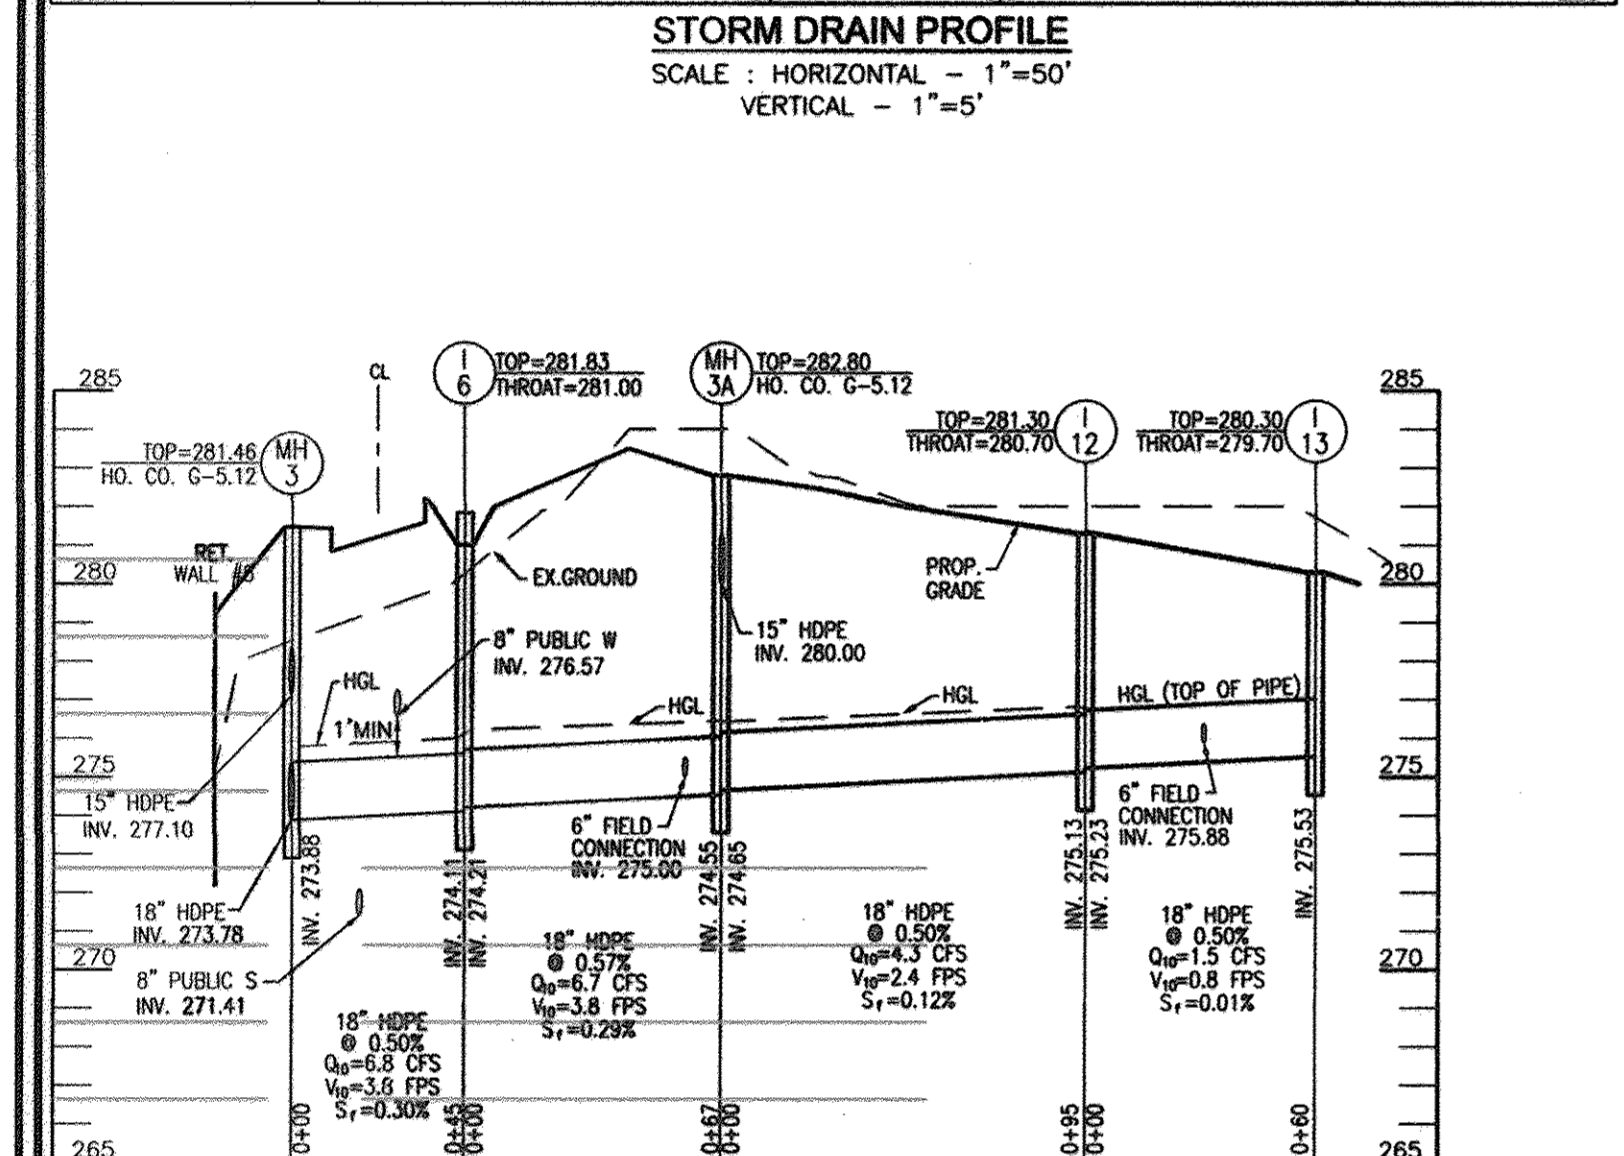 STORM DRAIN PROFILE
SCALE : HORIZONTAL - 1"=50'
VERTICAL - 1"=5'
285
CL
I
6
TOP=281.83
THROAT=281.00
MH
3A
TOP=282.80
HO. CO. G-5.12
285
TOP=281.46
HO. CO. G-5.12
MH
3
TOP=281.30
THROAT=280.70
I
12
TOP=280.30
THROAT=279.70
I
13
RET.
WALL #8
280
EX.GROUND
PROP.
GRADE
280
8" PUBLIC W
INV. 276.57
15" HDPE
INV. 280.00
HGL
1'MIN
HGL
HGL
HGL (TOP OF PIPE)
275
275
15" HDPE
INV. 277.10
6" FIELD
CONNECTION
INV. 275.00
6" FIELD
CONNECTION
INV. 275.88
INV. 273.88
INV. 274.11
INV. 274.21
INV. 274.55
INV. 274.65
INV. 275.13
INV. 275.23
INV. 275.53
18" HDPE
INV. 273.78
270
270
8" PUBLIC S
INV. 271.41
18" HDPE
@ 0.50%
Q10=6.8 CFS
V10=3.8 FPS
Sf=0.30%
18" HDPE
@ 0.57%
Q10=6.7 CFS
V10=3.8 FPS
Sf=0.29%
18" HDPE
@ 0.50%
Q10=4.3 CFS
V10=2.4 FPS
Sf=0.12%
18" HDPE
@ 0.50%
Q10=1.5 CFS
V10=0.8 FPS
Sf=0.01%
0+00
0+45
0+00
0+67
0+00
0+95
0+00
0+60
265
265